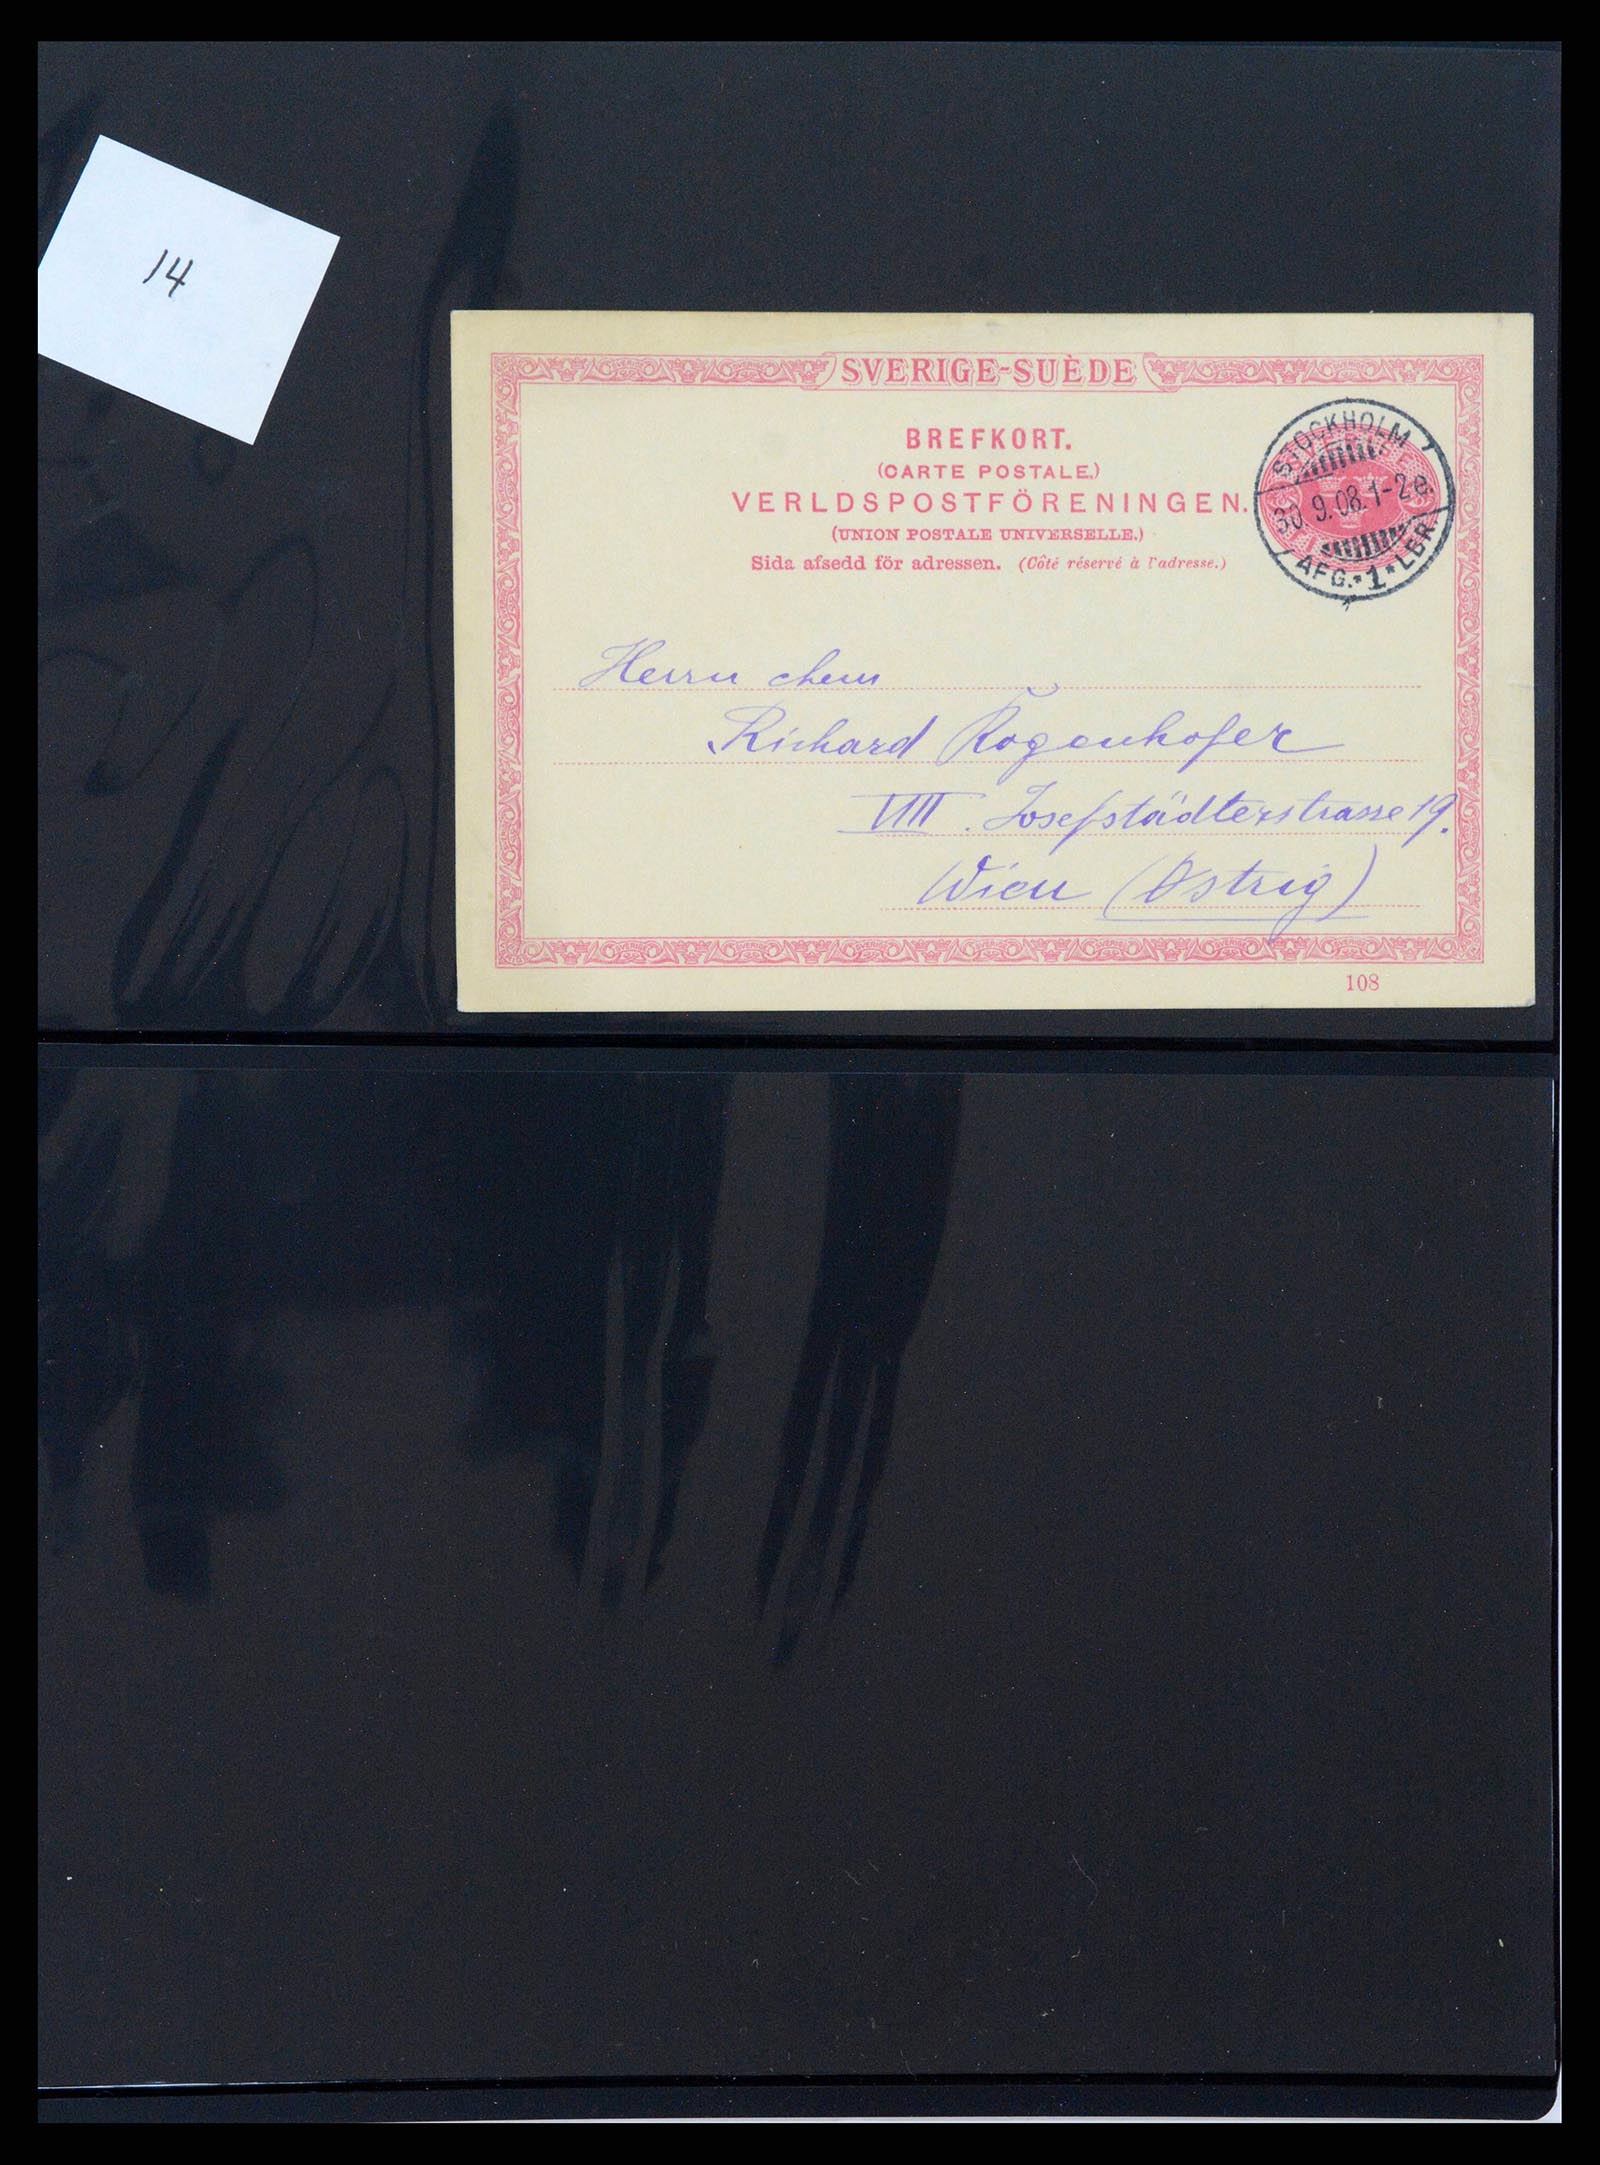 14
SVERIGE-SUÈDE
BREFKORT.
(CARTE POSTALE.)
VERLDSPOSTFÖRENINGEN.
(UNION POSTALE UNIVERSELLE.)
Sida afsedd för adressen. (Côté réservé à l'adresse.)
STOCKHOLM 1
30.9.08.1-2e.
AFG.*1*LBR.
Herrn chem
Richard Rogenhofer
VIII. Josefstädterstrasse 19.
Wien (Östrig)
108